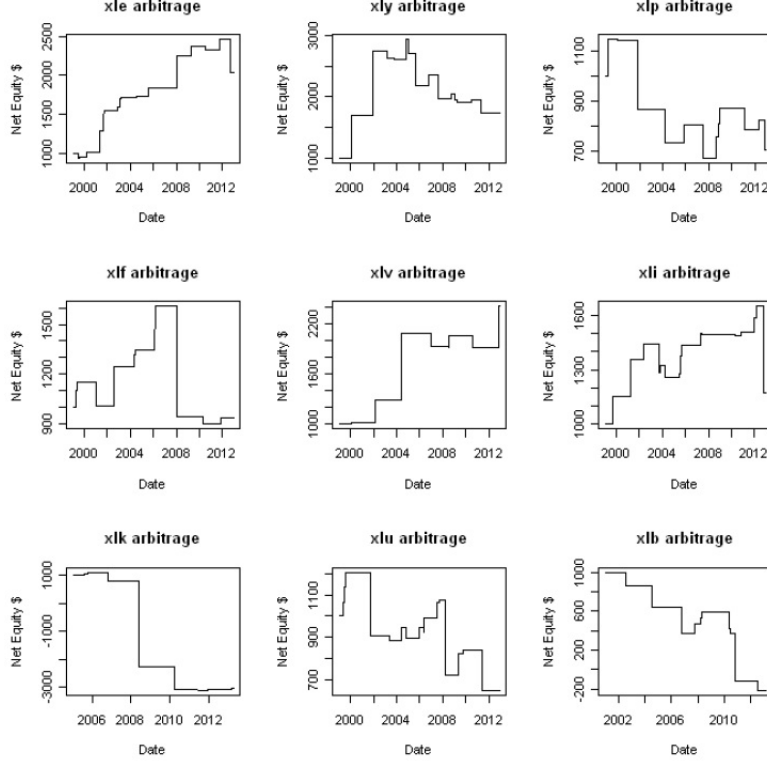 xle arbitrage
Net Equity $
1000 1500 2000 2500
2000 2004 2008 2012
Date
xly arbitrage
Net Equity $
1000 2000 3000
2000 2004 2008 2012
Date
xlp arbitrage
Net Equity $
700 900 1100
2000 2004 2008 2012
Date
xlf arbitrage
Net Equity $
900 1200 1500
2000 2004 2008 2012
Date
xlv arbitrage
Net Equity $
1000 1600 2200
2000 2004 2008 2012
Date
xli arbitrage
Net Equity $
1000 1300 1600
2000 2004 2008 2012
Date
xlk arbitrage
Net Equity $
-3000 -1000 1000
2006 2008 2010 2012
Date
xlu arbitrage
Net Equity $
700 900 1100
2000 2004 2008 2012
Date
xlb arbitrage
Net Equity $
-200 200 600 1000
2002 2006 2010
Date